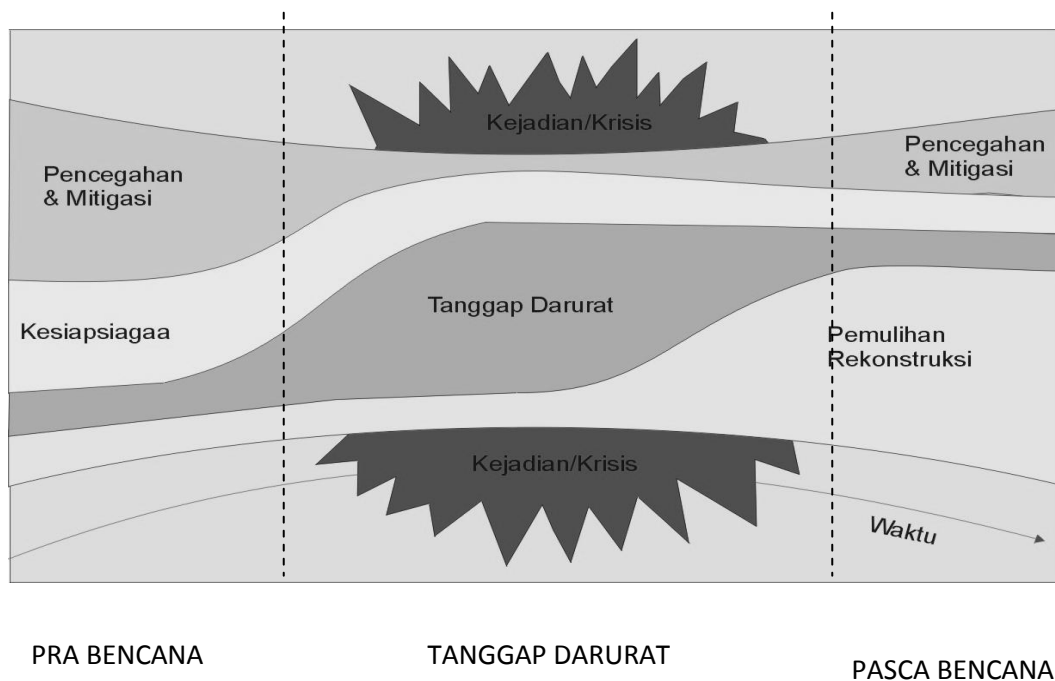 Kejadian/Krisis
Pencegahan
& Mitigasi
Pencegahan
& Mitigasi
Kesiapsiagaa
Tanggap Darurat
Pemulihan
Rekonstruksi
Kejadian/Krisis
Waktu
PRA BENCANA
TANGGAP DARURAT
PASCA BENCANA